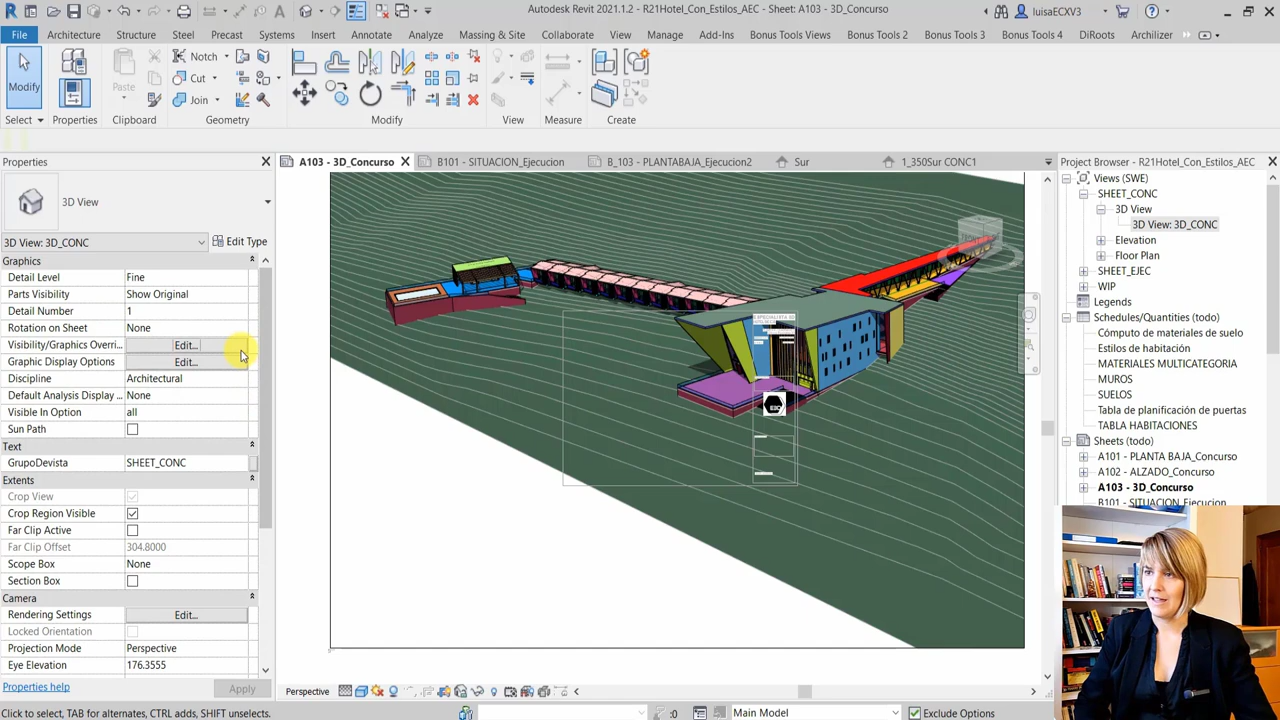 Autodesk Revit 2021.1.2 - R21Hotel_Con_Estilos_AEC - Sheet: A103 - 3D_Concurso
luisaECXV3
File
Architecture
Structure
Steel
Precast
Systems
Insert
Annotate
Analyze
Massing & Site
Collaborate
View
Manage
Add-Ins
Bonus Tools Views
Bonus Tools 2
Bonus Tools 3
Bonus Tools 4
DiRoots
Archilizer
Modify
Paste
Notch
Cut
Join
Select
Properties
Clipboard
Geometry
Modify
View
Measure
Create
Properties
A103 - 3D_Concurso
B101 - SITUACION_Ejecucion
B_103 - PLANTABAJA_Ejecucion2
Sur
1_350Sur CONC1
Project Browser - R21Hotel_Con_Estilos_AEC
3D View
3D View: 3D_CONC
Edit Type
Graphics
Detail Level Fine
Parts Visibility Show Original
Detail Number 1
Rotation on Sheet None
Visibility/Graphics Overri... Edit...
Graphic Display Options Edit...
Discipline Architectural
Default Analysis Display ... None
Visible In Option all
Sun Path
Text
GrupoDevista SHEET_CONC
Extents
Crop View
Crop Region Visible
Far Clip Active
Far Clip Offset 304.8000
Scope Box None
Section Box
Camera
Rendering Settings Edit...
Locked Orientation
Projection Mode Perspective
Eye Elevation 176.3555
Properties help
Apply
Views (SWE)
SHEET_CONC
3D View
3D View: 3D_CONC
Elevation
Floor Plan
SHEET_EJEC
WIP
Legends
Schedules/Quantities (todo)
Cómputo de materiales de suelo
Estilos de habitación
MATERIALES MULTICATEGORIA
MUROS
SUELOS
Tabla de planificación de puertas
TABLA HABITACIONES
Sheets (todo)
A101 - PLANTA BAJA_Concurso
A102 - ALZADO_Concurso
A103 - 3D_Concurso
B101 - SITUACION_Ejecucion
Perspective
Click to select, TAB for alternates, CTRL adds, SHIFT unselects.
:0
Main Model
Exclude Options